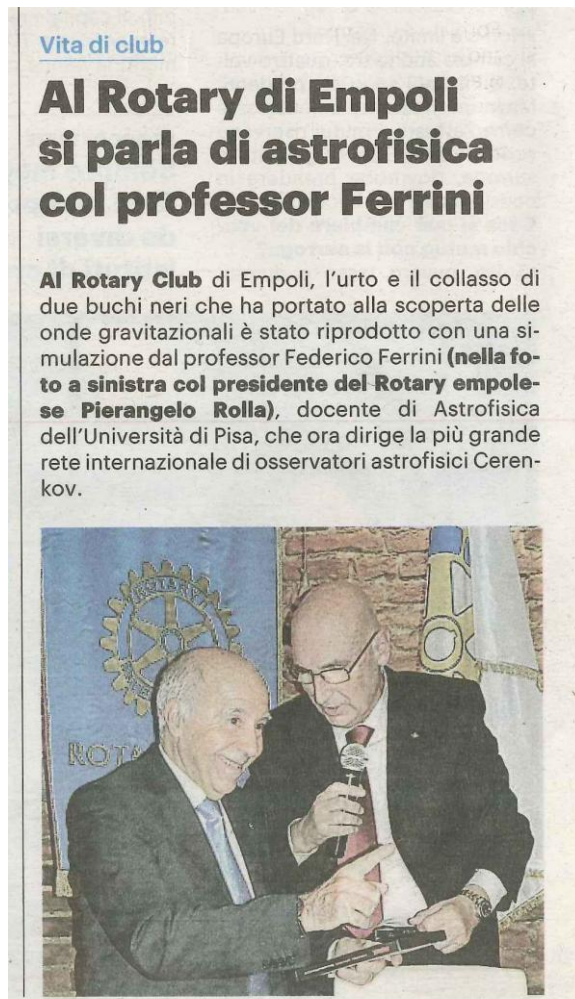 Vita di club
Al Rotary di Empoli
si parla di astrofisica
col professor Ferrini
Al Rotary Club di Empoli, l'urto e il collasso di
due buchi neri che ha portato alla scoperta delle
onde gravitazionali è stato riprodotto con una si-
mulazione dal professor Federico Ferrini (nella fo-
to a sinistra col presidente del Rotary empole-
se Pierangelo Rolla), docente di Astrofisica
dell'Università di Pisa, che ora dirige la più grande
rete internazionale di osservatori astrofisici Ceren-
kov.
ROTARY
ROTA